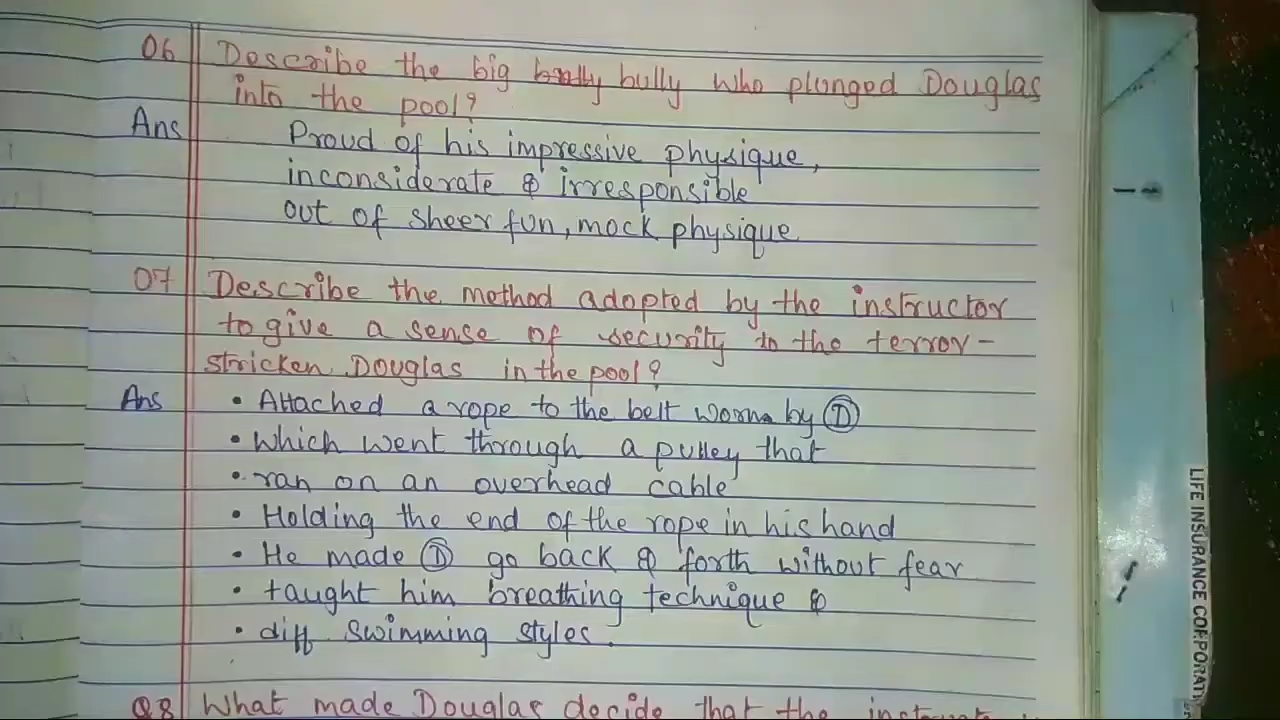 06 Describe the big bully who plunged Douglas
into the pool?
Ans Proud of his impressive physique,
inconsiderate & irresponsible
out of sheer fun, mock physique
07 Describe the method adopted by the instructor
to give a sense of security to the terror-
stricken Douglas in the pool?
Ans • Attached a rope to the belt worn by D
• Which went through a pulley that
• ran on an overhead cable
• Holding the end of the rope in his hand
• He made D go back & forth without fear
• taught him breathing technique &
• diff swimming styles.
Q8 What made Douglas decide that the
LIFE INSURANCE CORPORATI